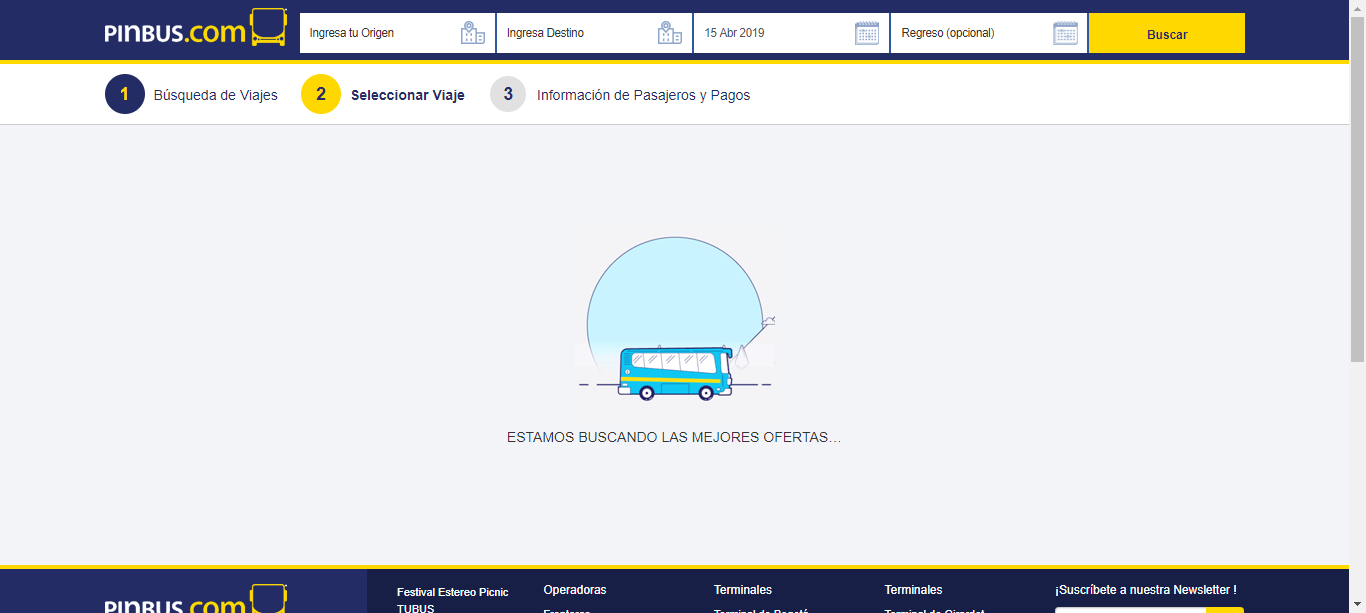 PINBUS.com
Ingresa tu Origen
Ingresa Destino
15 Abr 2019
Regreso (opcional)
Buscar
1 Búsqueda de Viajes
2 Seleccionar Viaje
3 Información de Pasajeros y Pagos
ESTAMOS BUSCANDO LAS MEJORES OFERTAS...
PINBUS.com
Festival Estereo Picnic
TUBUS
Operadoras
Fronteras
Terminales
Terminal de Bogotá
Terminales
Terminal de Girardot
¡Suscríbete a nuestra Newsletter !